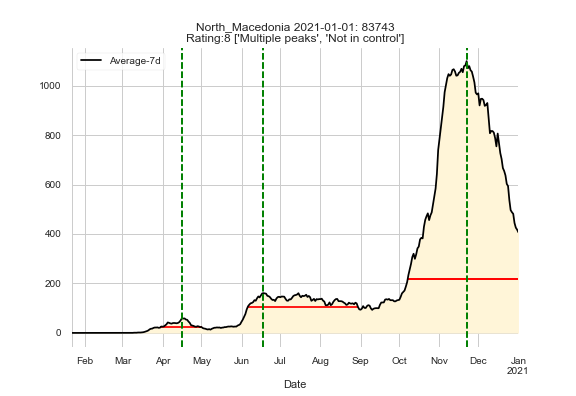 North_Macedonia 2021-01-01: 83743
Rating:8 ['Multiple peaks', 'Not in control']
Average-7d
1000
800
600
400
200
0
Feb Mar Apr May Jun Jul Aug Sep Oct Nov Dec Jan
2021
Date